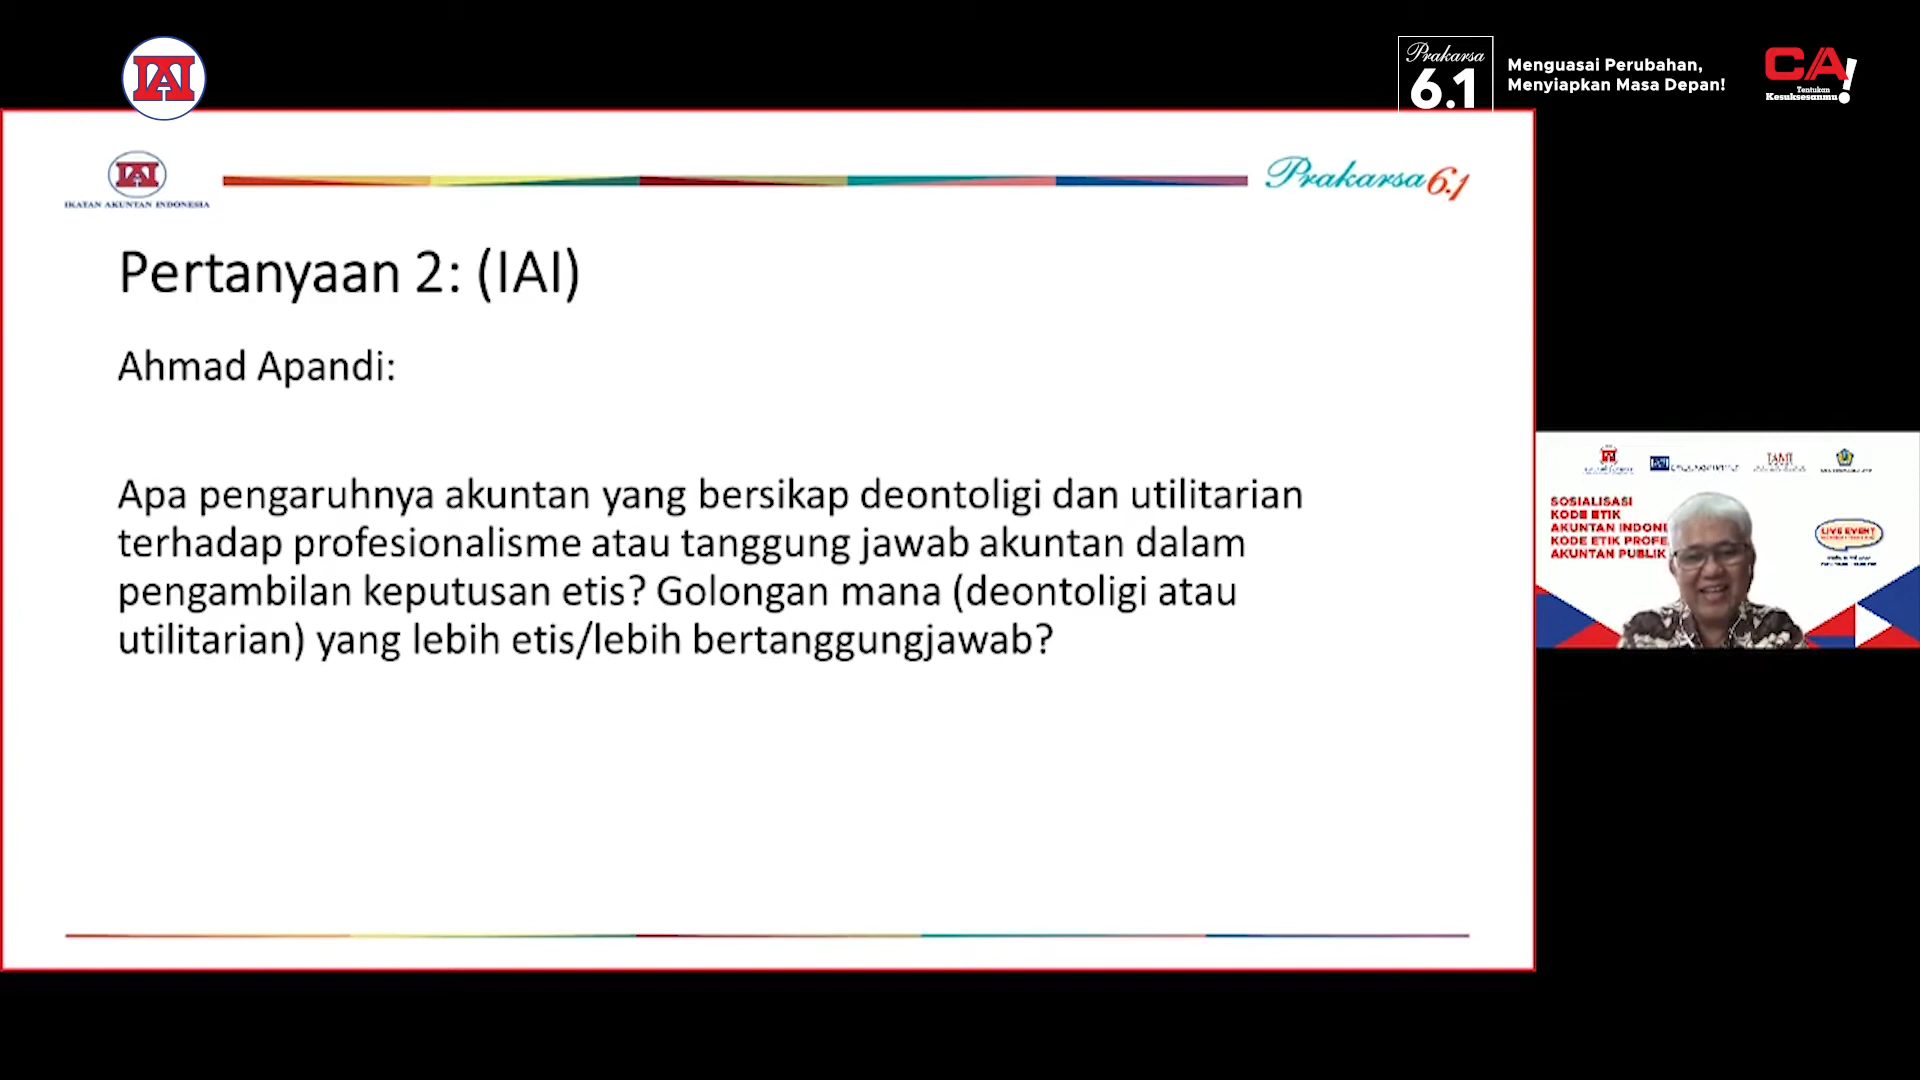 IAI
Prakarsa
6.1
Menguasai Perubahan,
Menyiapkan Masa Depan!
CA!
Tentukan
Kesuksesanmu
IAI
IKATAN AKUNTAN INDONESIA
Prakarsa 6.1
Pertanyaan 2: (IAI)
Ahmad Apandi:
Apa pengaruhnya akuntan yang bersikap deontoligi dan utilitarian
terhadap profesionalisme atau tanggung jawab akuntan dalam
pengambilan keputusan etis? Golongan mana (deontoligi atau
utilitarian) yang lebih etis/lebih bertanggungjawab?
SOSIALISASI
KODE ETIK
AKUNTAN INDONE
KODE ETIK PROFE
AKUNTAN PUBLIK
LIVE EVENT